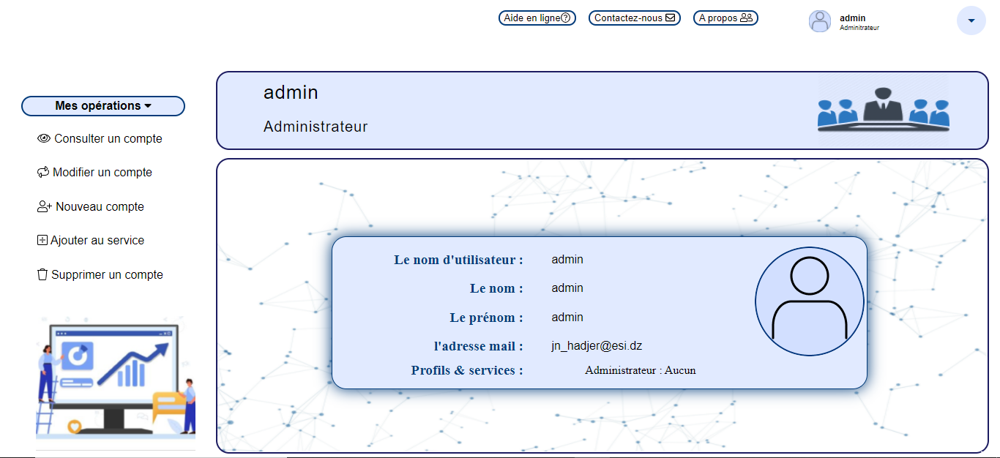 Aide en ligne
Contactez-nous
A propos
admin
Adminitrateur
Mes opérations
Consulter un compte
Modifier un compte
Nouveau compte
Ajouter au service
Supprimer un compte
admin
Administrateur
Le nom d'utilisateur : admin
Le nom : admin
Le prénom : admin
l'adresse mail : jn_hadjer@esi.dz
Profils & services : Administrateur : Aucun